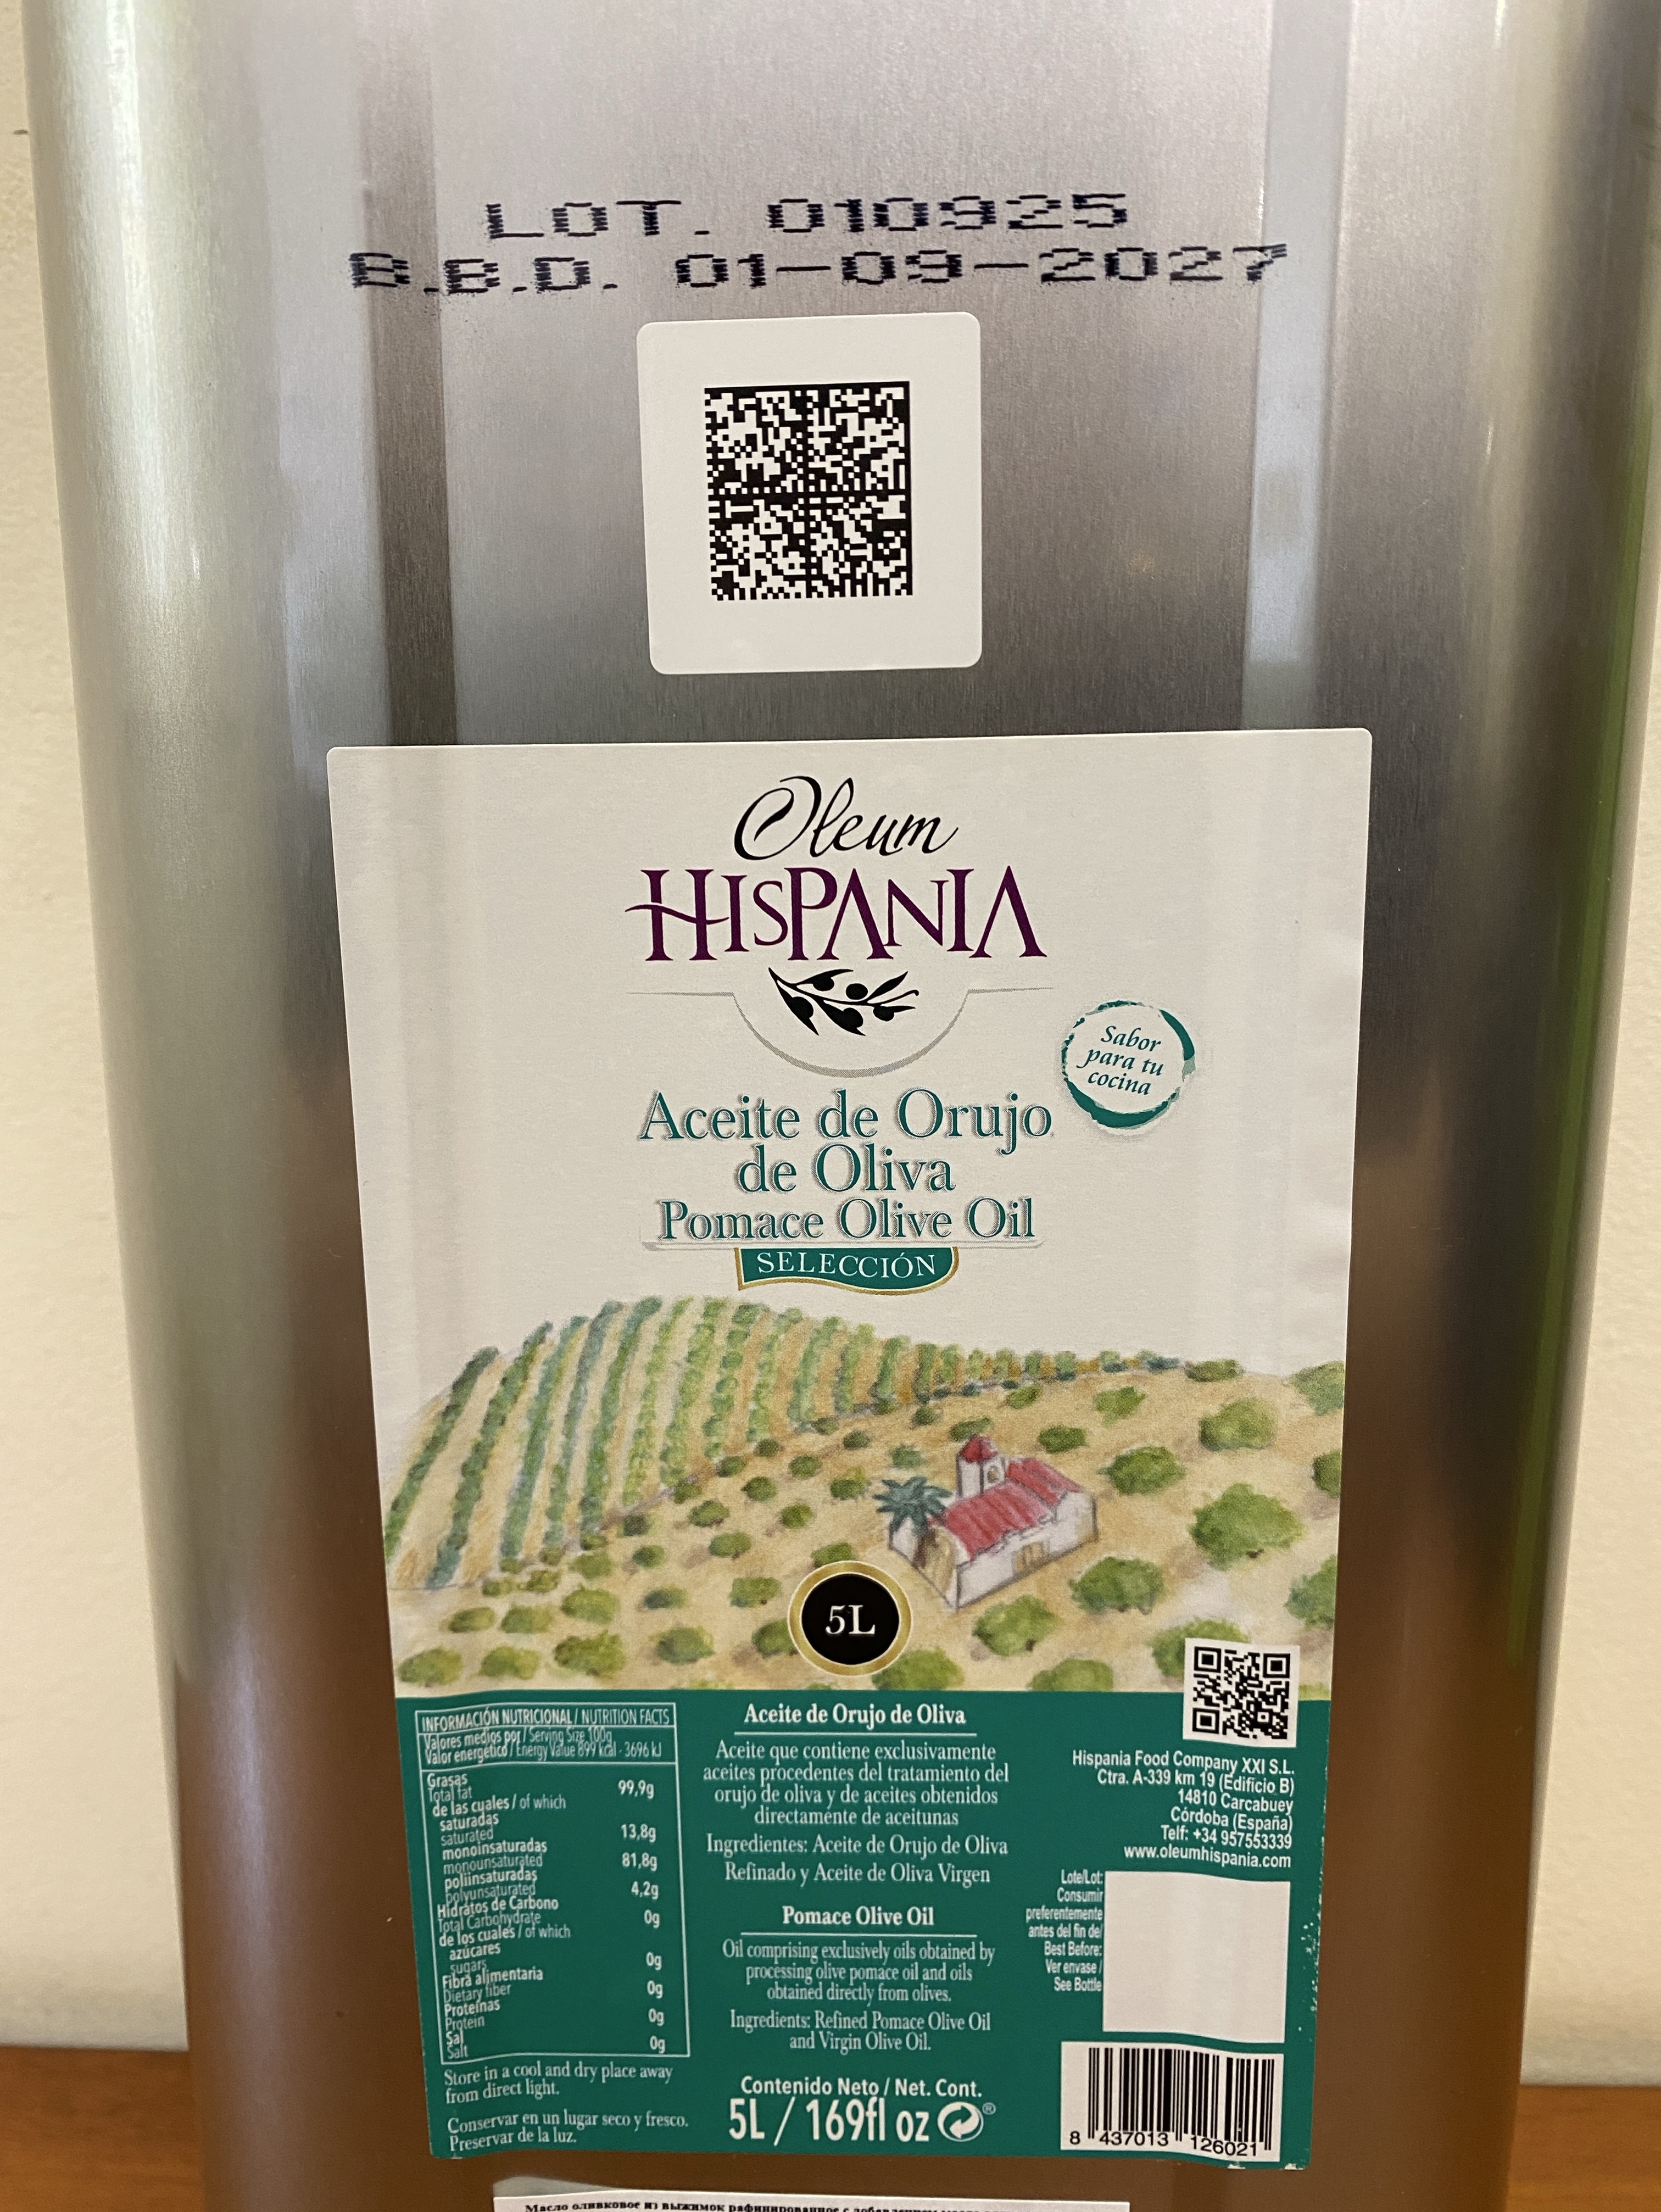 LOT. 010925
B.B.D. 01-09-2027
Oleum
HISPANIA
Sabor
para tu
cocina
Aceite de Orujo
de Oliva
Pomace Olive Oil
SELECCIÓN
5L
INFORMACIÓN NUTRICIONAL / NUTRITION FACTS
Valores medios por / Serving Size 100g
Valor energético / Energy Value 899 kcal - 3696 kJ
Grasas
Total fat 99,9g
de las cuales / of which
saturadas
saturated 13,8g
monoinsaturadas
monounsaturated 81,8g
poliinsaturadas
polyunsaturated 4,2g
Hidratos de Carbono
Total Carbohydrate 0g
de los cuales / of which
azúcares
sugars 0g
Fibra alimentaria
Dietary fiber 0g
Proteínas
Protein 0g
Sal
Salt 0g
Store in a cool and dry place away
from direct light.
Conservar en un lugar seco y fresco.
Preservar de la luz.
Aceite de Orujo de Oliva
Aceite que contiene exclusivamente
aceites procedentes del tratamiento del
orujo de oliva y de aceites obtenidos
directamente de aceitunas
Ingredientes: Aceite de Orujo de Oliva
Refinado y Aceite de Oliva Virgen
Pomace Olive Oil
Oil comprising exclusively oils obtained by
processing olive pomace oil and oils
obtained directly from olives.
Ingredients: Refined Pomace Olive Oil
and Virgin Olive Oil.
Contenido Neto / Net. Cont.
5L / 169fl oz ®
Hispania Food Company XXI S.L.
Ctra. A-339 km 19 (Edificio B)
14810 Carcabuey
Córdoba (España)
Telf: +34 957553339
www.oleumhispania.com
Lote/Lot:
Consumir
preferentemente
antes del fin de/
Best Before:
Ver envase /
See Bottle
8 437013 126021
Масло оливковое из выжимок рафинированное с добавлением